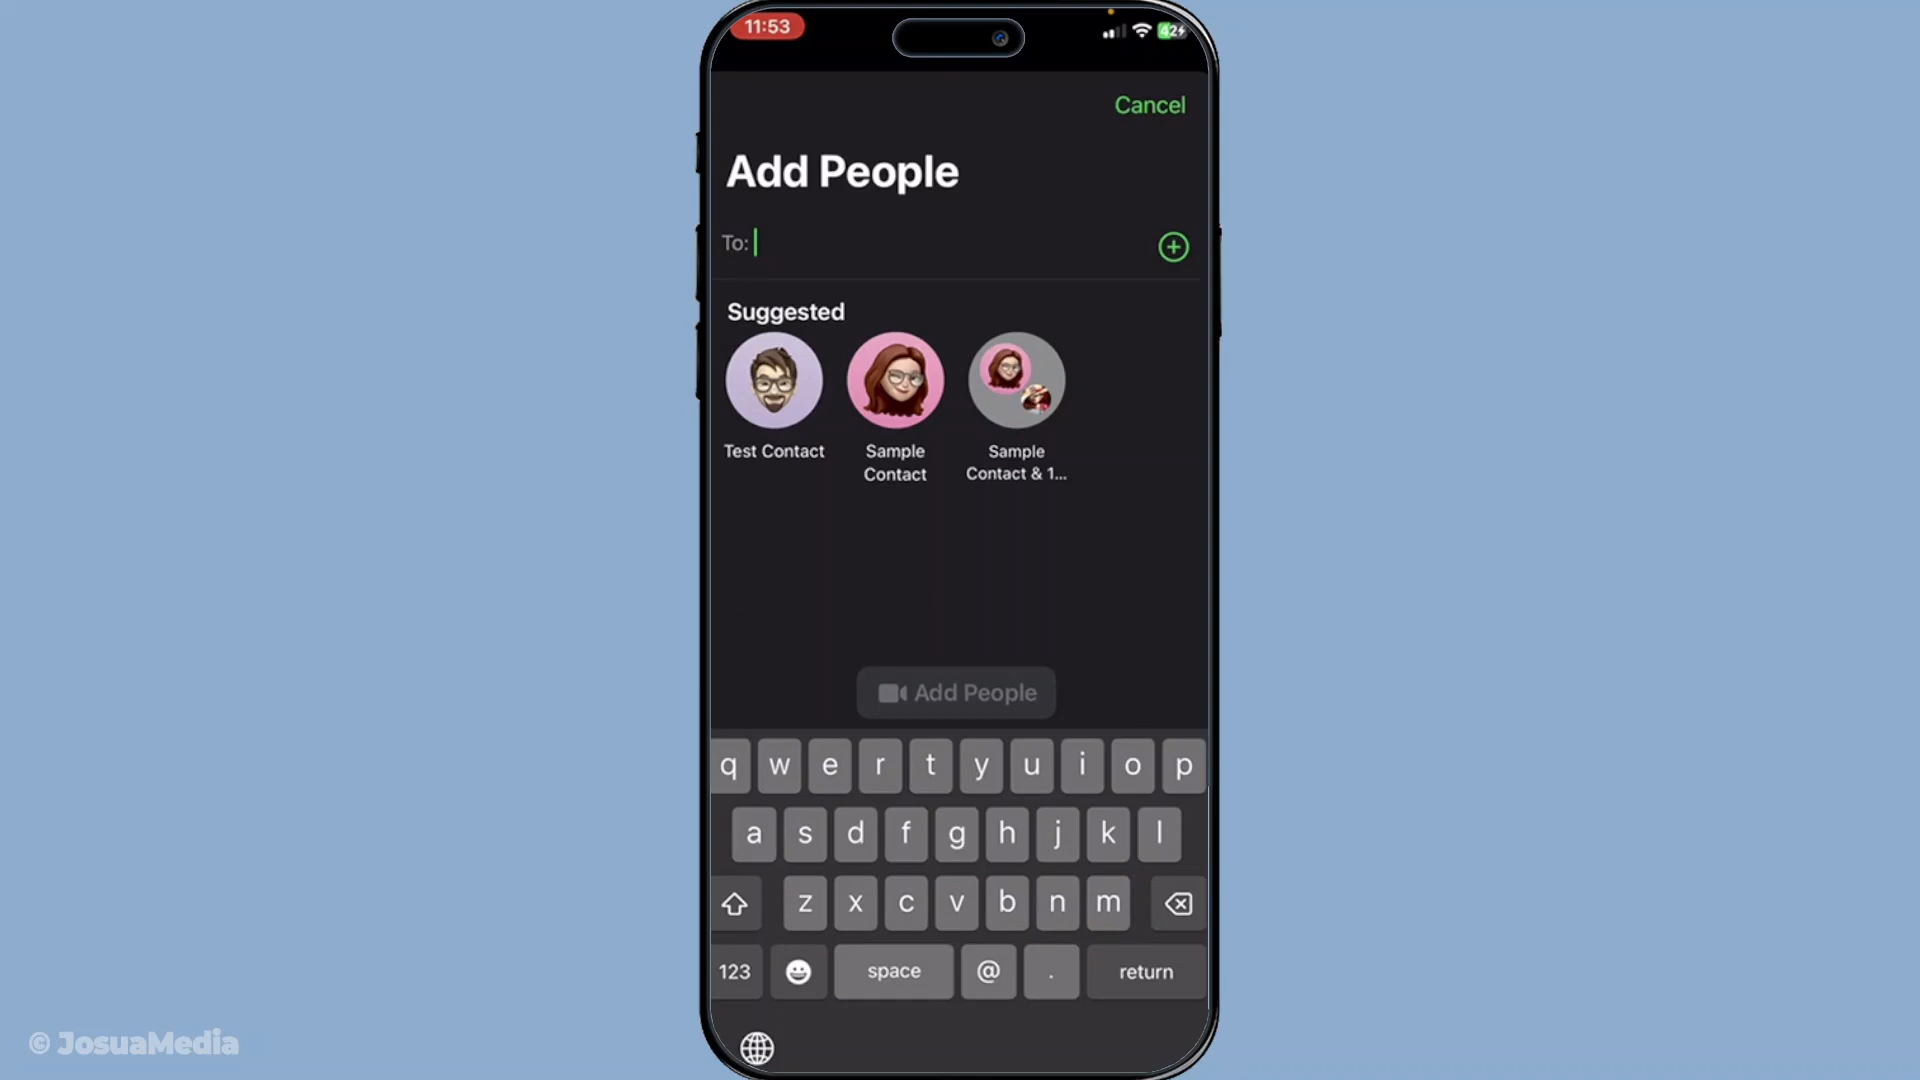 11:53
42
Cancel
Add People
To:
Suggested
Test Contact
Sample
Contact
Sample
Contact & 1...
Add People
q w e r t y u i o p
a s d f g h j k l
z x c v b n m
123 space @ . return
© JosuaMedia